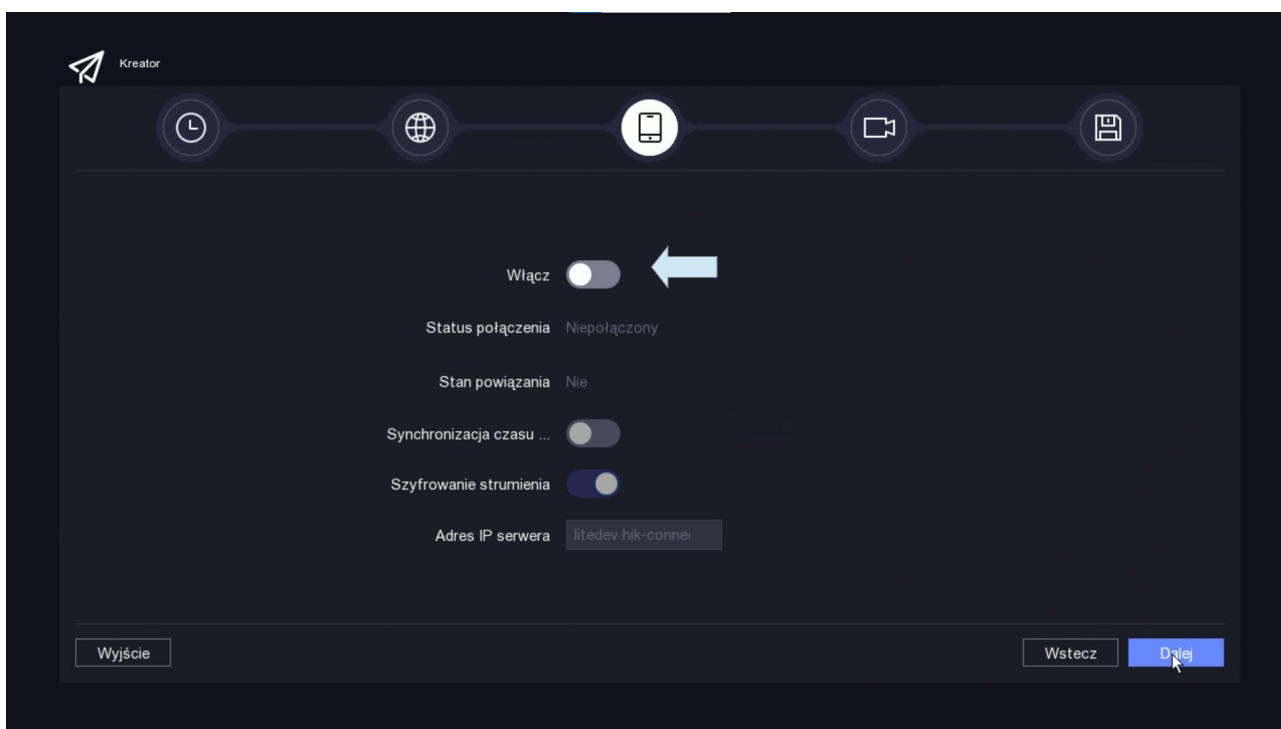 Kreator
Włącz
Status połączenia Niepołączony
Stan powiązania Nie
Synchronizacja czasu ...
Szyfrowanie strumienia
Adres IP serwera litedev.hik-conne
Wyjście Wstecz Dalej